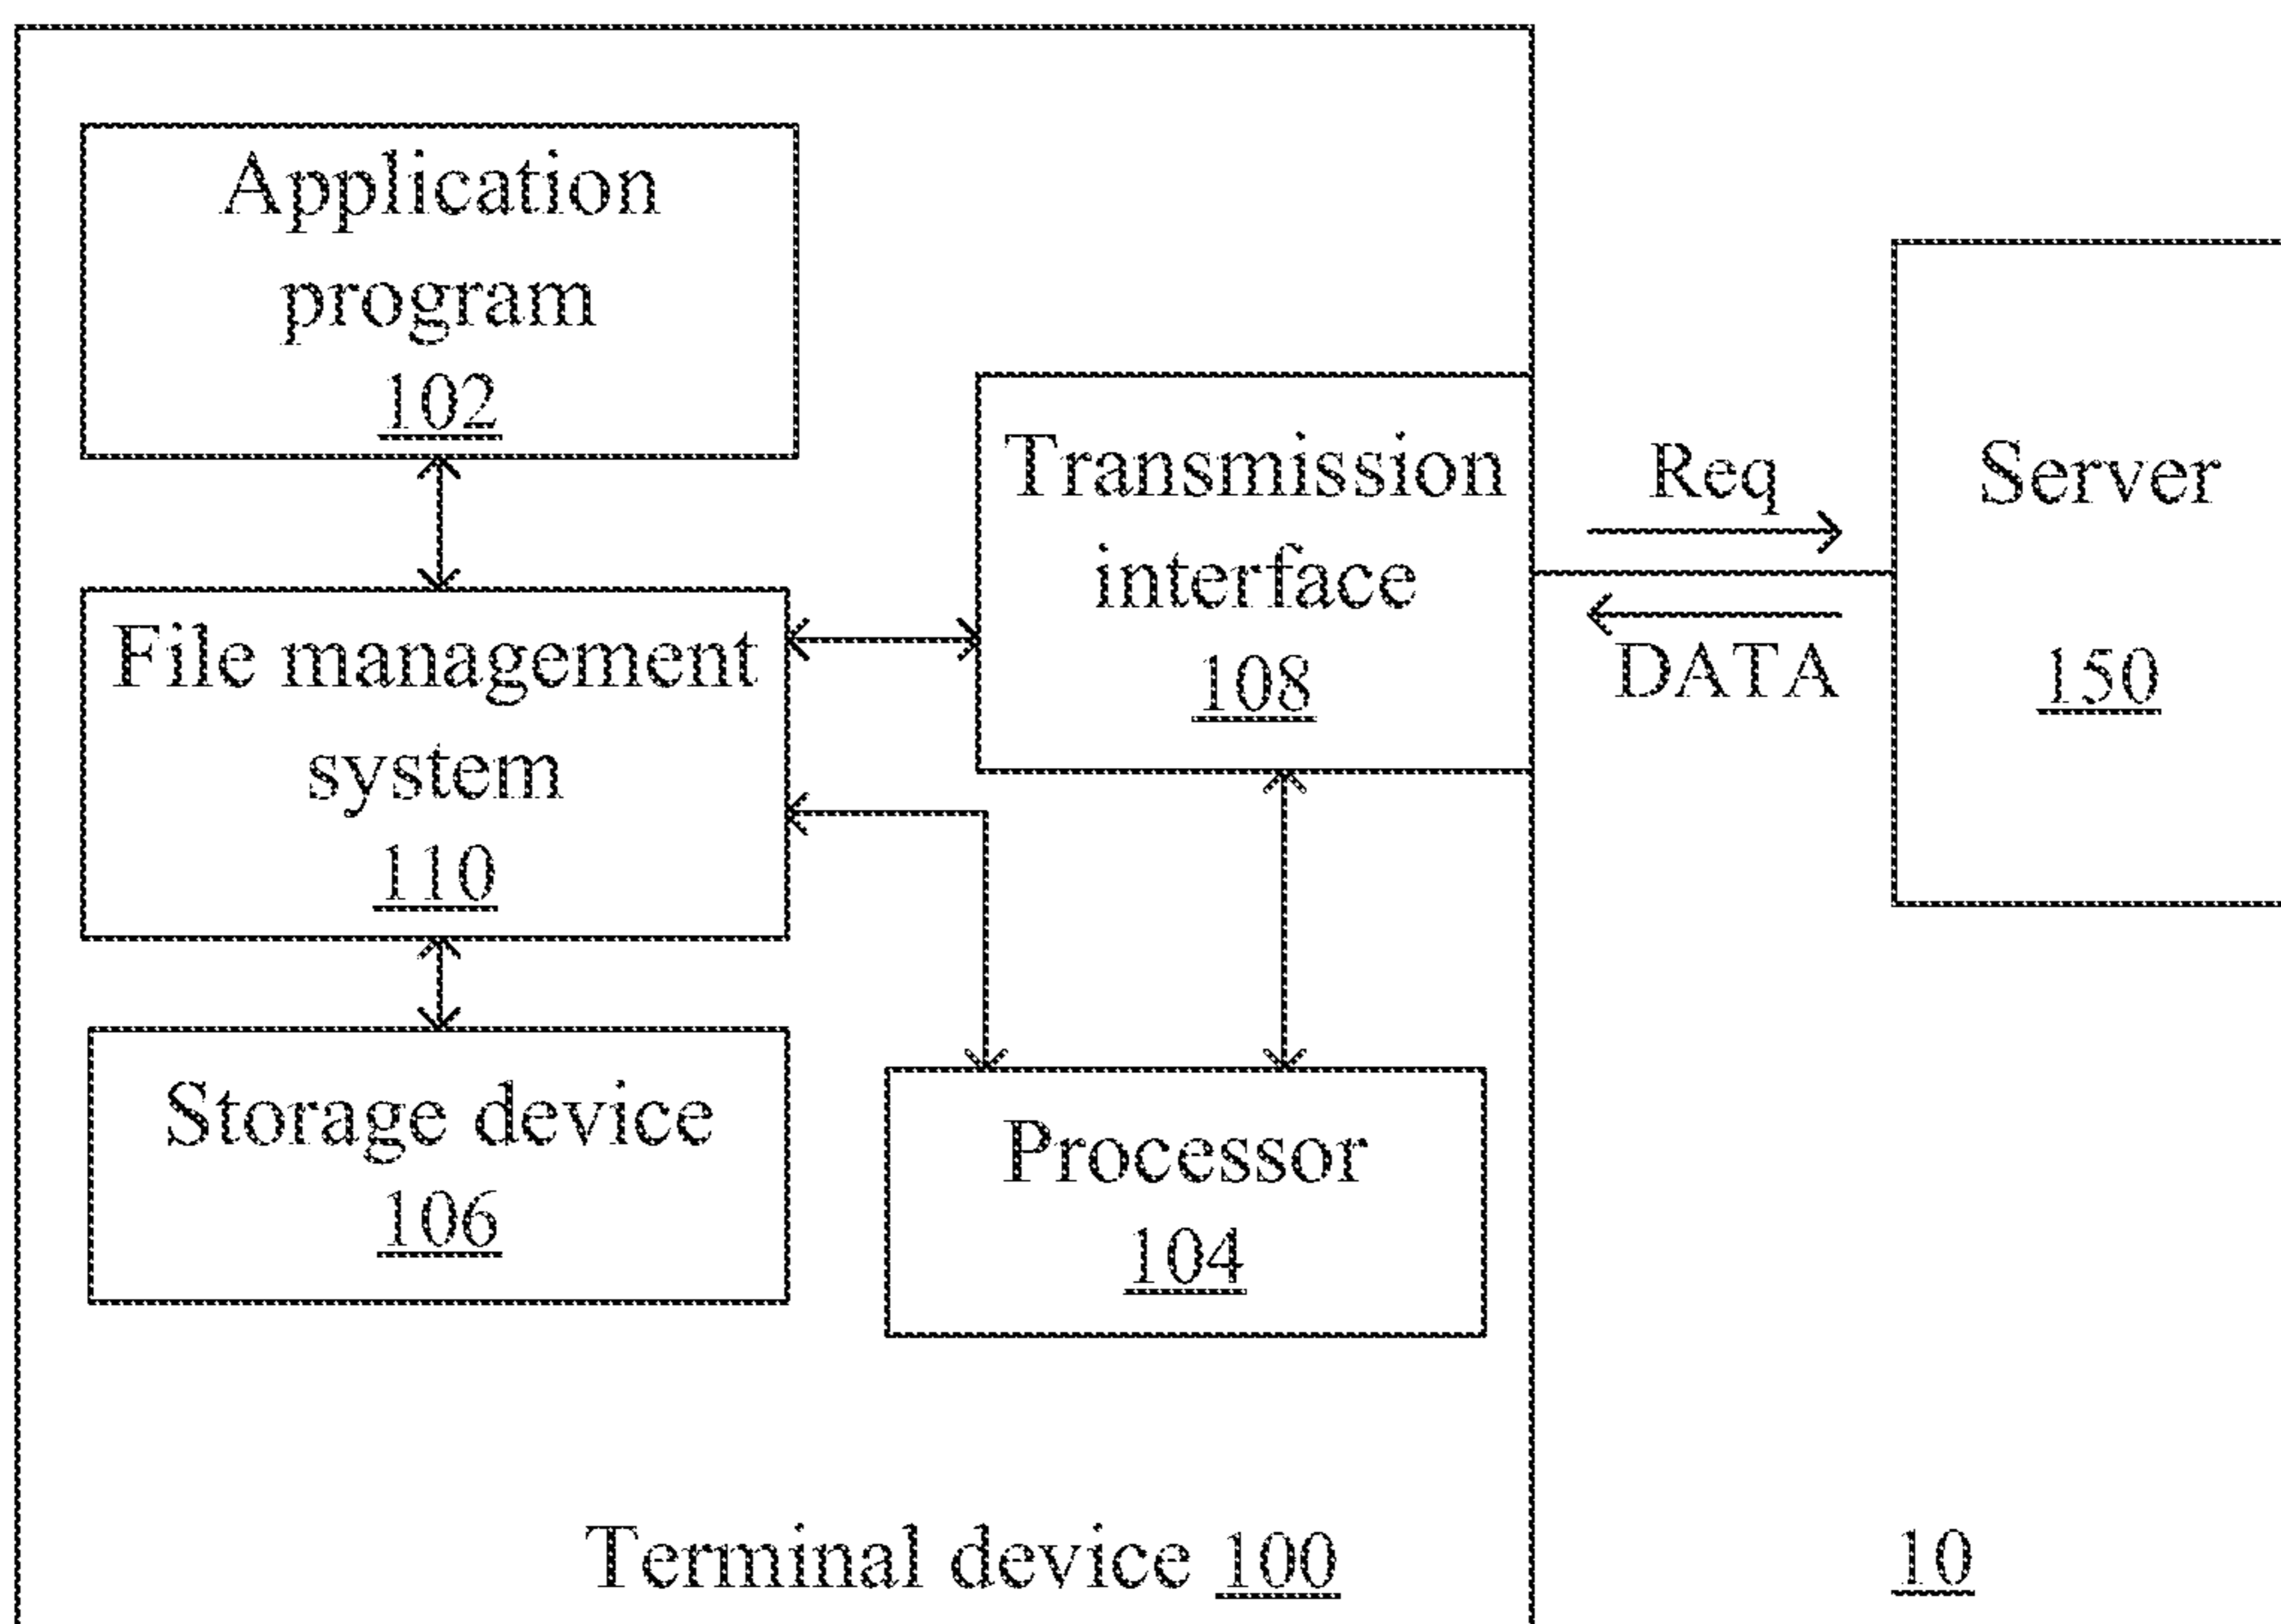 Application
program
102
File management
system
110
Storage device
106
Transmission
interface
108
Processor
104
Req
DATA
Server
150
Terminal device 100
10